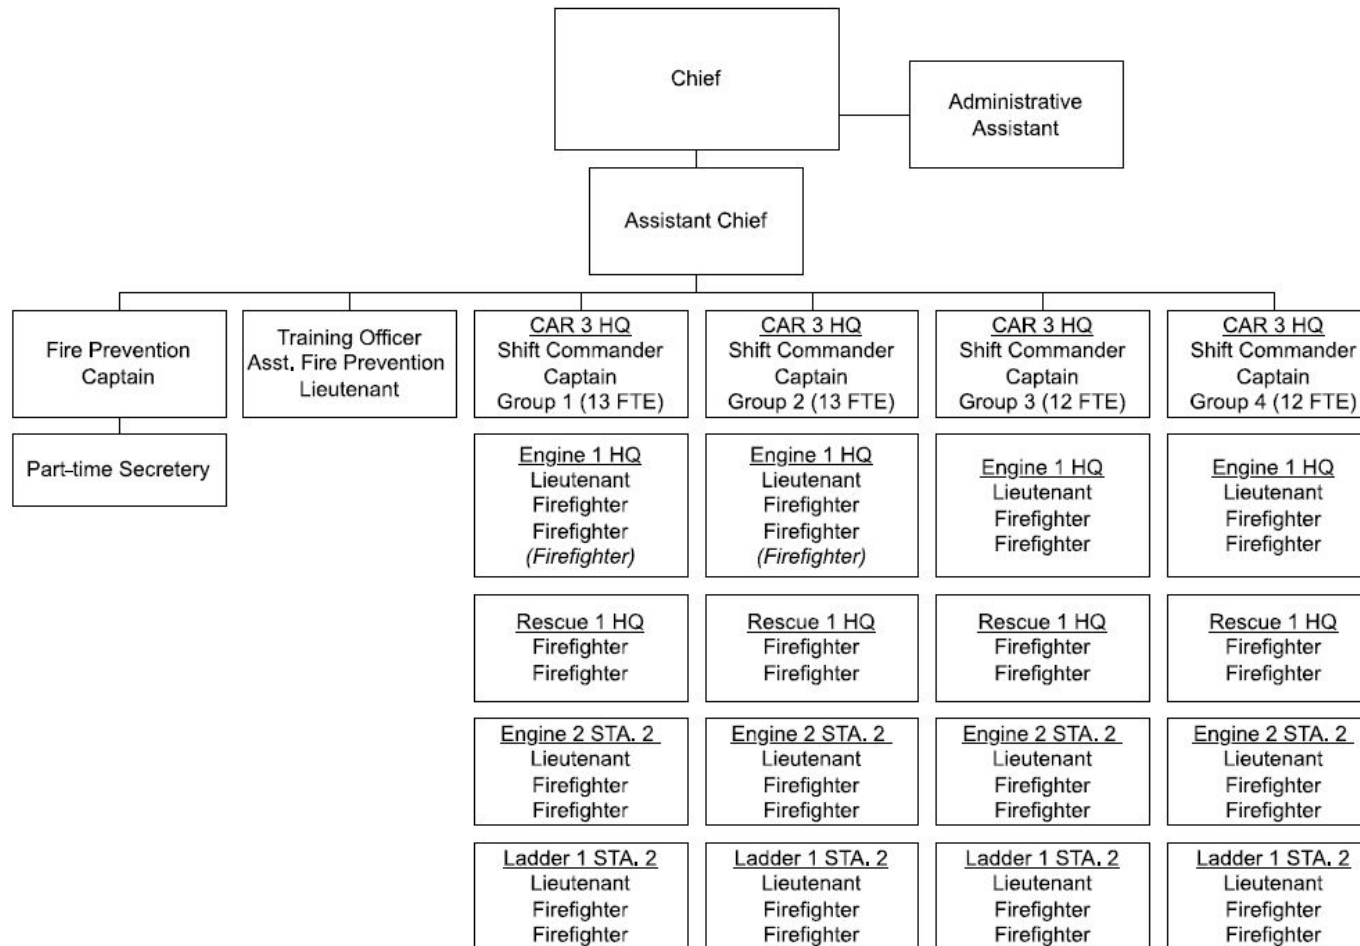 Chief
Administrative
Assistant
Assistant Chief
Fire Prevention
Captain
Training Officer
Asst. Fire Prevention
Lieutenant
CAR 3 HQ
Shift Commander
Captain
Group 1 (13 FTE)
CAR 3 HQ
Shift Commander
Captain
Group 2 (13 FTE)
CAR 3 HQ
Shift Commander
Captain
Group 3 (12 FTE)
CAR 3 HQ
Shift Commander
Captain
Group 4 (12 FTE)
Part-time Secretery
Engine 1 HQ
Lieutenant
Firefighter
Firefighter
(Firefighter)
Engine 1 HQ
Lieutenant
Firefighter
Firefighter
(Firefighter)
Engine 1 HQ
Lieutenant
Firefighter
Firefighter
Engine 1 HQ
Lieutenant
Firefighter
Firefighter
Rescue 1 HQ
Firefighter
Firefighter
Rescue 1 HQ
Firefighter
Firefighter
Rescue 1 HQ
Firefighter
Firefighter
Rescue 1 HQ
Firefighter
Firefighter
Engine 2 STA. 2
Lieutenant
Firefighter
Firefighter
Engine 2 STA. 2
Lieutenant
Firefighter
Firefighter
Engine 2 STA. 2
Lieutenant
Firefighter
Firefighter
Engine 2 STA. 2
Lieutenant
Firefighter
Firefighter
Ladder 1 STA. 2
Lieutenant
Firefighter
Firefighter
Ladder 1 STA. 2
Lieutenant
Firefighter
Firefighter
Ladder 1 STA. 2
Lieutenant
Firefighter
Firefighter
Ladder 1 STA. 2
Lieutenant
Firefighter
Firefighter